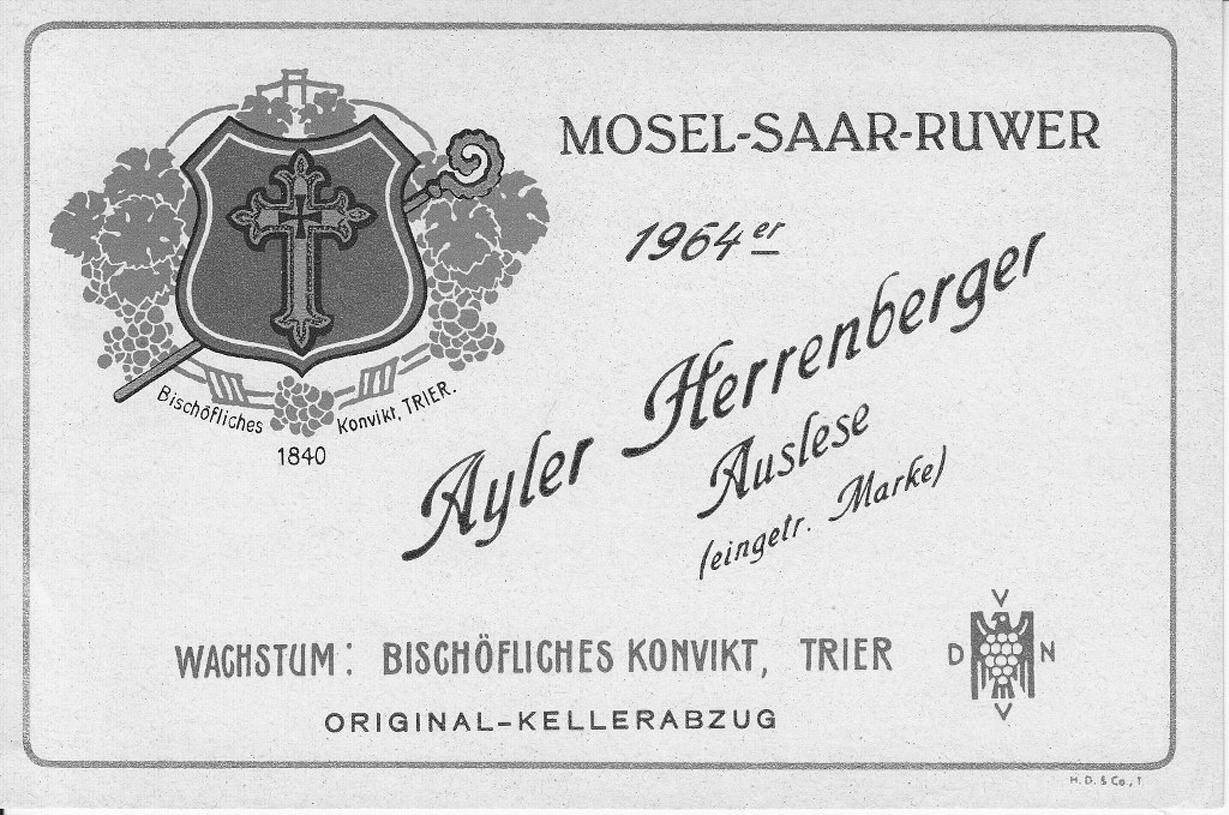 MOSEL-SAAR-RUWER
1964er
Ayler Herrenberger
Auslese
(eingetr. Marke)
Bischöfliches Konvikt, TRIER.
1840
WACHSTUM: BISCHÖFLICHES KONVIKT, TRIER
ORIGINAL-KELLERABZUG
V
D N
V
H.D. & Co., T